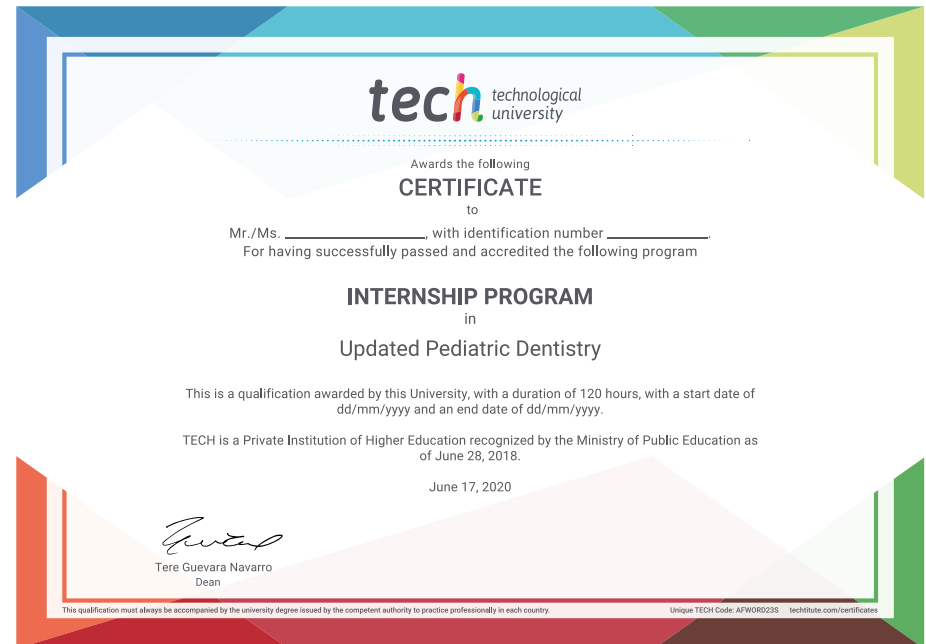 tech technological
university
Awards the following
CERTIFICATE
to
Mr./Ms. ____________________, with identification number ______________.
For having successfully passed and accredited the following program
INTERNSHIP PROGRAM
in
Updated Pediatric Dentistry
This is a qualification awarded by this University, with a duration of 120 hours, with a start date of
dd/mm/yyyy and an end date of dd/mm/yyyy.
TECH is a Private Institution of Higher Education recognized by the Ministry of Public Education as
of June 28, 2018.
June 17, 2020
Tere Guevara Navarro
Dean
This qualification must always be accompanied by the university degree issued by the competent authority to practice professionally in each country. Unique TECH Code: AFWORD23S techtitute.com/certificates